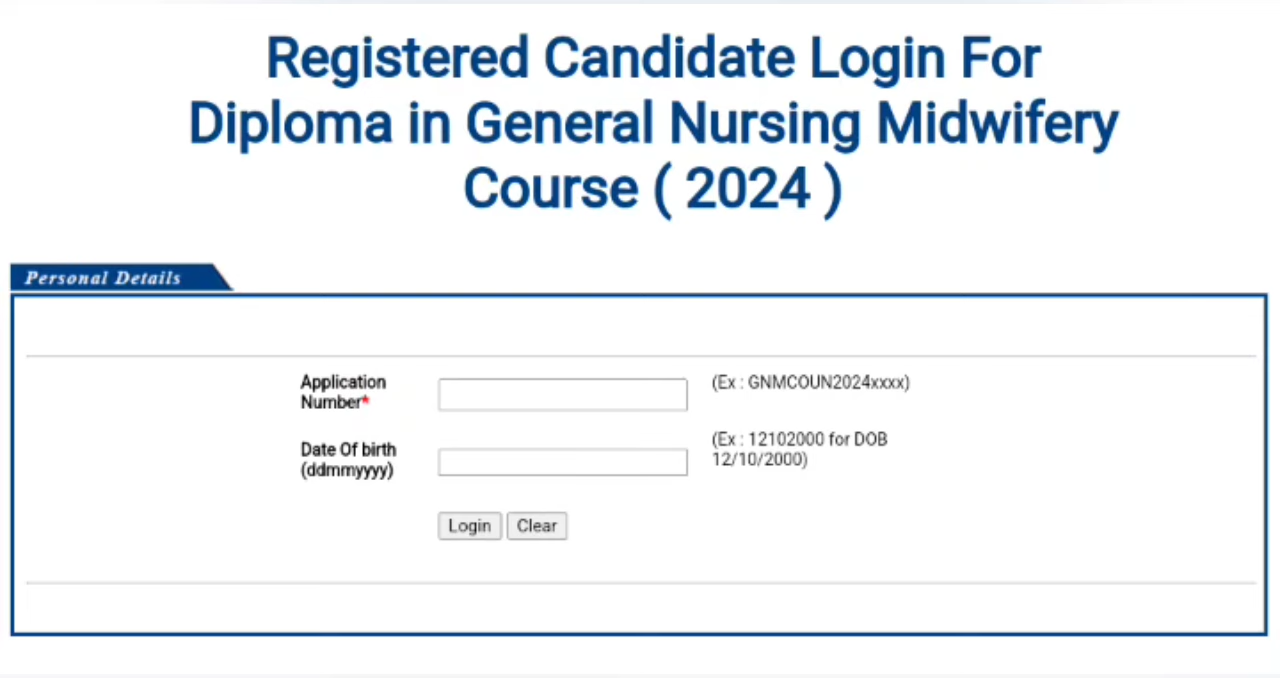 Registered Candidate Login For
Diploma in General Nursing Midwifery
Course ( 2024 )
Personal Details
Application
Number*
(Ex : GNMCOUN2024xxxx)
Date Of birth
(ddmmyyyy)
(Ex : 12102000 for DOB
12/10/2000)
Login Clear